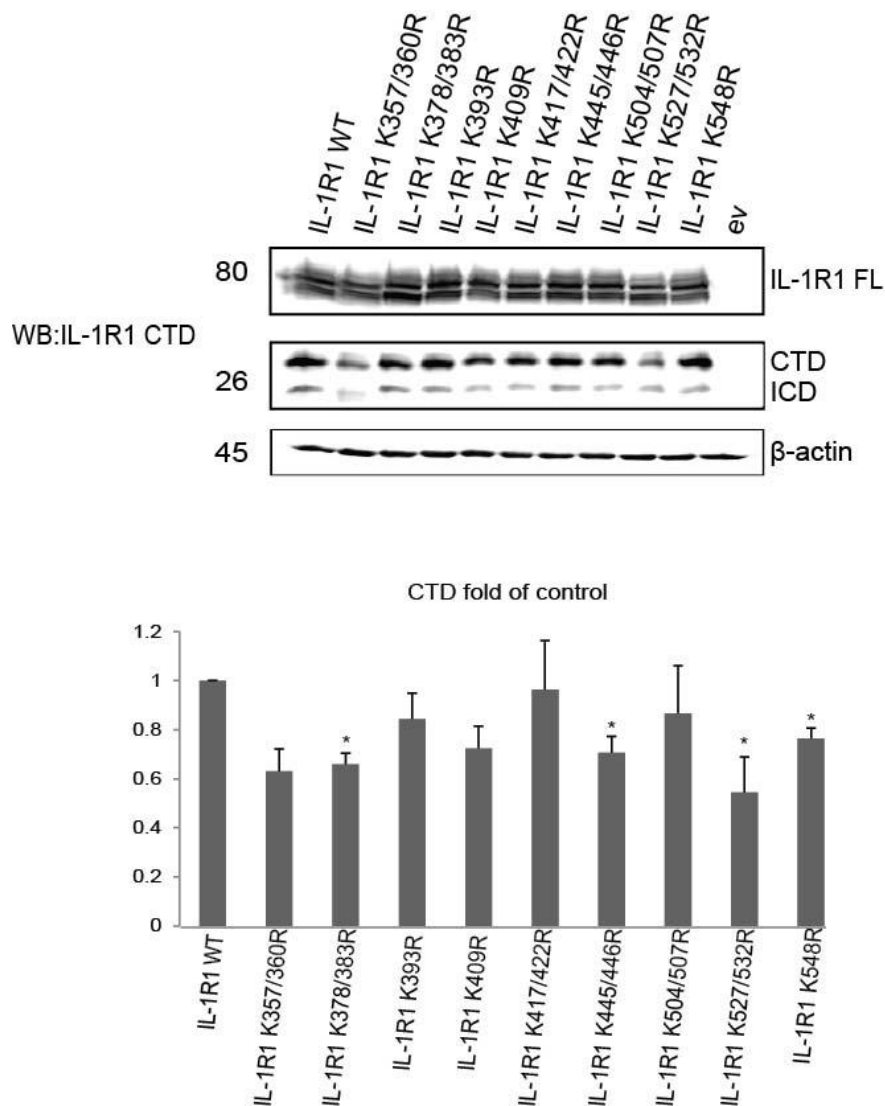 IL-1R1 WT
IL-1R1 K357/360R
IL-1R1 K378/383R
IL-1R1 K393R
IL-1R1 K409R
IL-1R1 K417/422R
IL-1R1 K445/446R
IL-1R1 K504/507R
IL-1R1 K527/532R
IL-1R1 K548R
ev
80
IL-1R1 FL
WB:IL-1R1 CTD
CTD
26
ICD
45
β-actin
CTD fold of control
1.2
1
0.8
0.6
0.4
0.2
0
*
*
*
*
IL-1R1 WT
IL-1R1 K357/360R
IL-1R1 K378/383R
IL-1R1 K393R
IL-1R1 K409R
IL-1R1 K417/422R
IL-1R1 K445/446R
IL-1R1 K504/507R
IL-1R1 K527/532R
IL-1R1 K548R